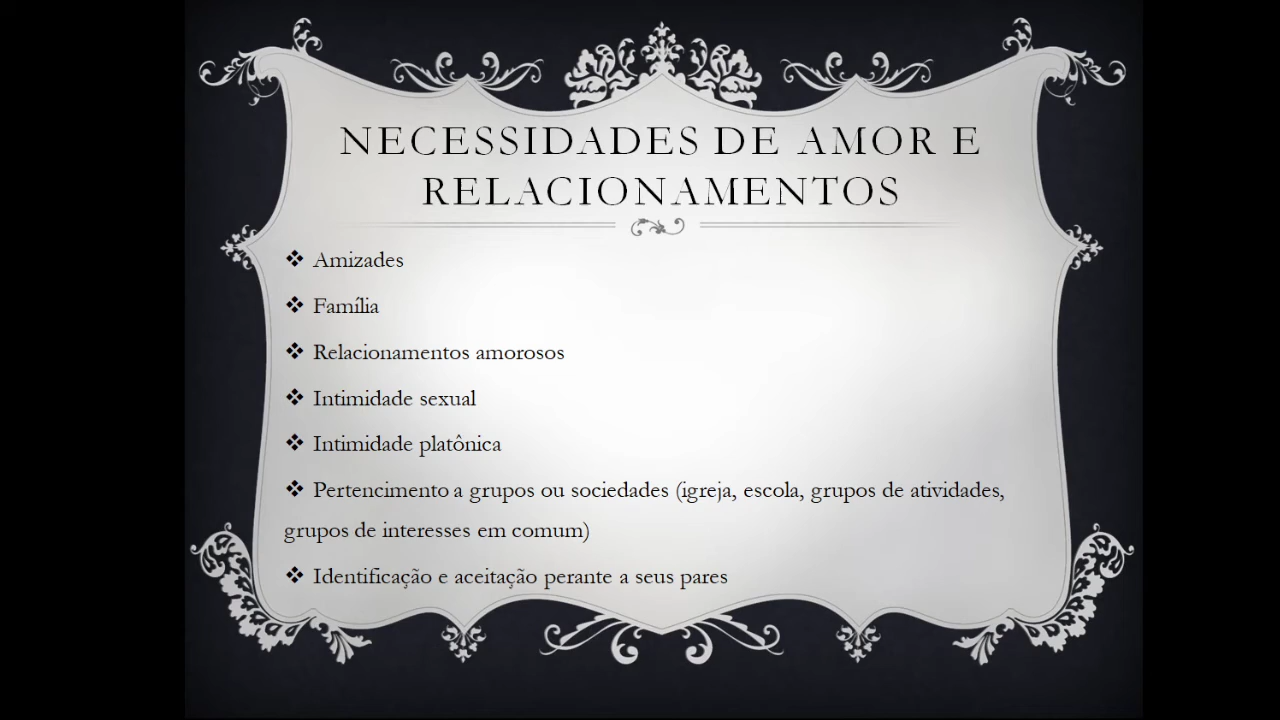 NECESSIDADES DE AMOR E
RELACIONAMENTOS
❖ Amizades
❖ Família
❖ Relacionamentos amorosos
❖ Intimidade sexual
❖ Intimidade platônica
❖ Pertencimento a grupos ou sociedades (igreja, escola, grupos de atividades,
grupos de interesses em comum)
❖ Identificação e aceitação perante a seus pares